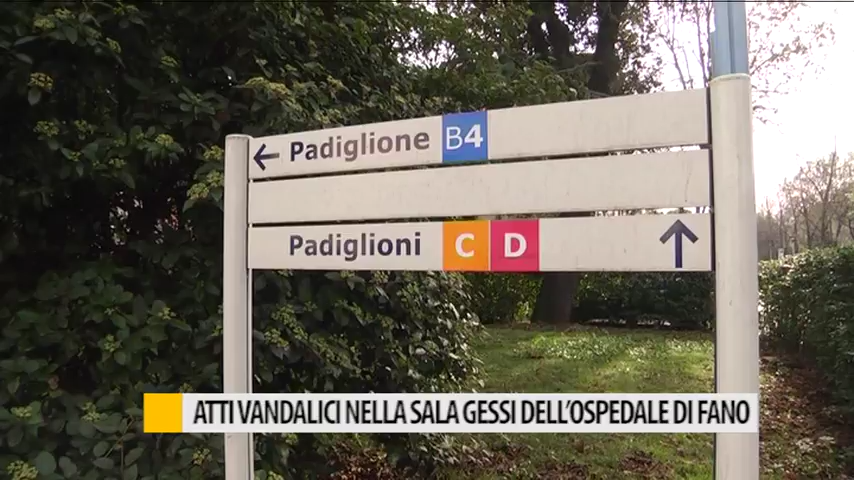 ← Padiglione B4
Padiglioni C D ↑
ATTI VANDALICI NELLA SALA GESSI DELL'OSPEDALE DI FANO